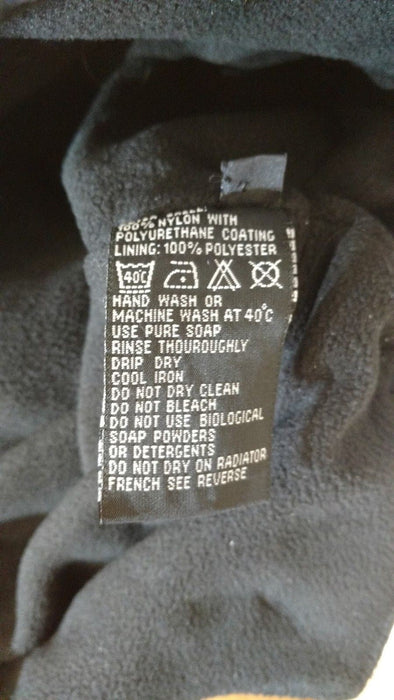 100% NYLON WITH
POLYURETHANE COATING
LINING: 100% POLYESTER
40°C
HAND WASH OR
MACHINE WASH AT 40°C
USE PURE SOAP
RINSE THOUROUGHLY
DRIP DRY
COOL IRON
DO NOT DRY CLEAN
DO NOT BLEACH
DO NOT USE BIOLOGICAL
SOAP POWDERS
OR DETERGENTS
DO NOT DRY ON RADIATOR
FRENCH SEE REVERSE